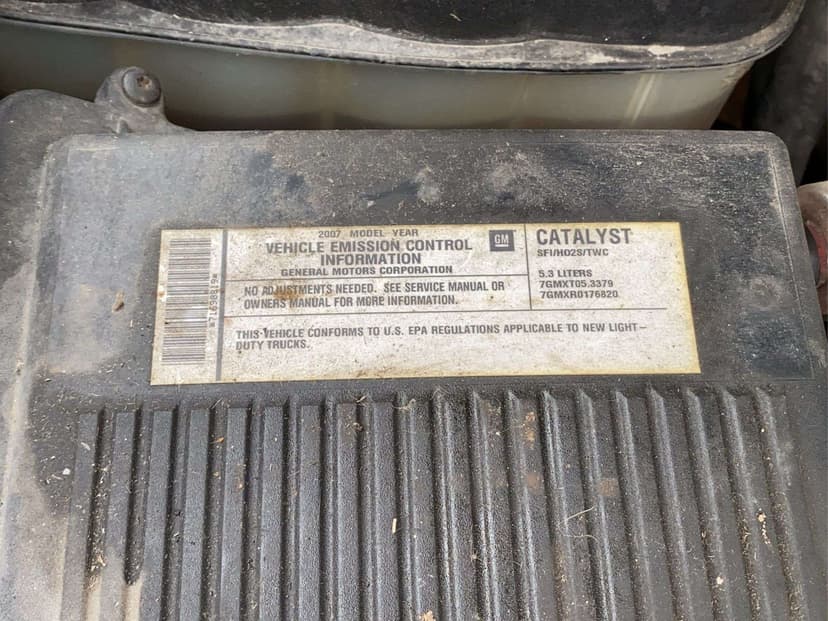 2007 MODEL YEAR
VEHICLE EMISSION CONTROL
INFORMATION
GENERAL MOTORS CORPORATION
GM
NO ADJUSTMENTS NEEDED. SEE SERVICE MANUAL OR
OWNERS MANUAL FOR MORE INFORMATION.
CATALYST
SFI/HO2S/TWC
5.3 LITERS
7GMXT05.3379
7GMXR0176820
THIS VEHICLE CONFORMS TO U.S. EPA REGULATIONS APPLICABLE TO NEW LIGHT-
DUTY TRUCKS.